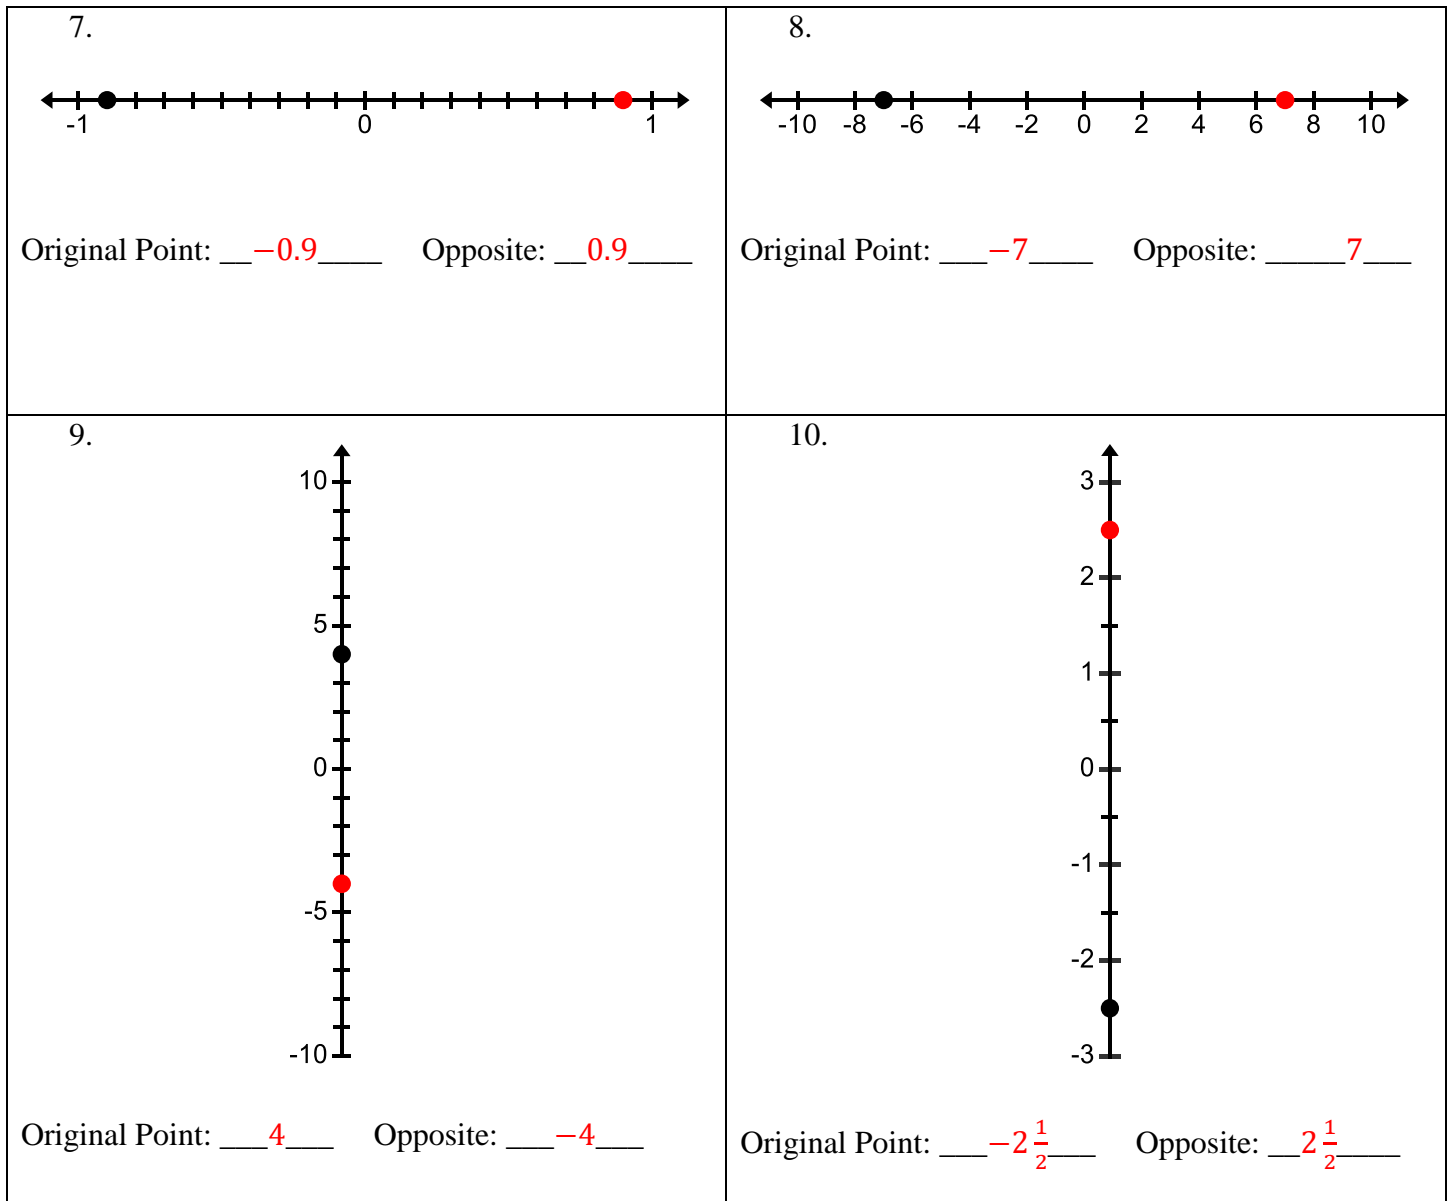 7.
-1 0 1
Original Point: __−0.9____ Opposite: __0.9____
8.
-10 -8 -6 -4 -2 0 2 4 6 8 10
Original Point: ___−7____ Opposite: _____7___
9.
10
5
0
-5
-10
Original Point: ___4___ Opposite: ___−4___
10.
3
2
1
0
-1
-2
-3
Original Point: ___−2 1/2___ Opposite: __2 1/2____